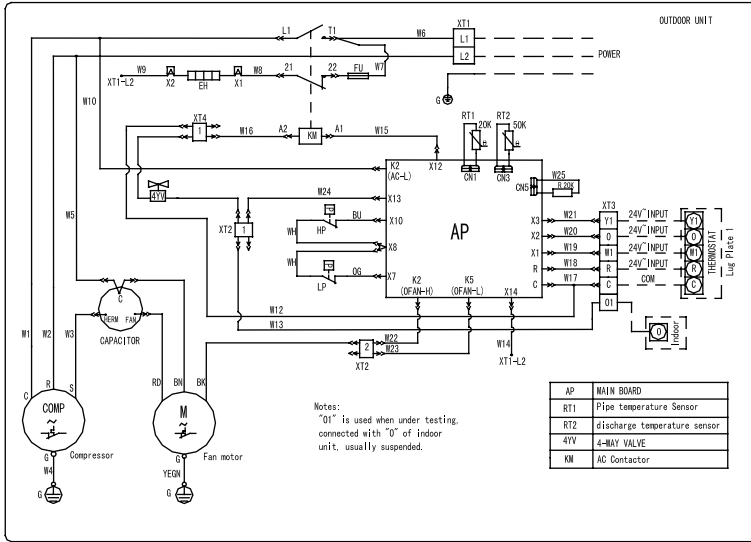 OUTDOOR UNIT
L1 T1 W6 XT1
L1
L2
POWER
W9 W8 21 22 FU W7
XT1-L2 X2 EH X1
G
W10
XT4
1
W16 A2 KM A1 W15
RT1 20K RT2 50K
CN1 CN3
X12
K2
(AC-L)
W25
CN5 R 20K
4YV
W24 X13
BU X10
HP
XT2 1
WH X8
WH
OG X7
LP
AP
XT3
X3 W21 Y1 24V~INPUT Y1
X2 W20 O 24V~INPUT O
X1 W19 W1 24V~INPUT W1
R W18 R 24V~INPUT R
C W17 C COM C
THERMOSTAT
Lug Plate 1
O1
O Indoor
K2
(OFAN-H)
K5
(OFAN-L)
X14
W5
C
HERM FAN
CAPACITOR
W12
W13
W22
W23
2
XT2
W14
XT1-L2
W1 W2 W3
RD BN BK
C R S
COMP
~
G
Compressor
W4
G
M
~
G
Fan motor
YEGN
G
Notes:
"O1" is used when under testing,
connected with "O" of indoor
unit, usually suspended.
AP MAIN BOARD
RT1 Pipe temperature Sensor
RT2 discharge temperature sensor
4YV 4-WAY VALVE
KM AC Contactor